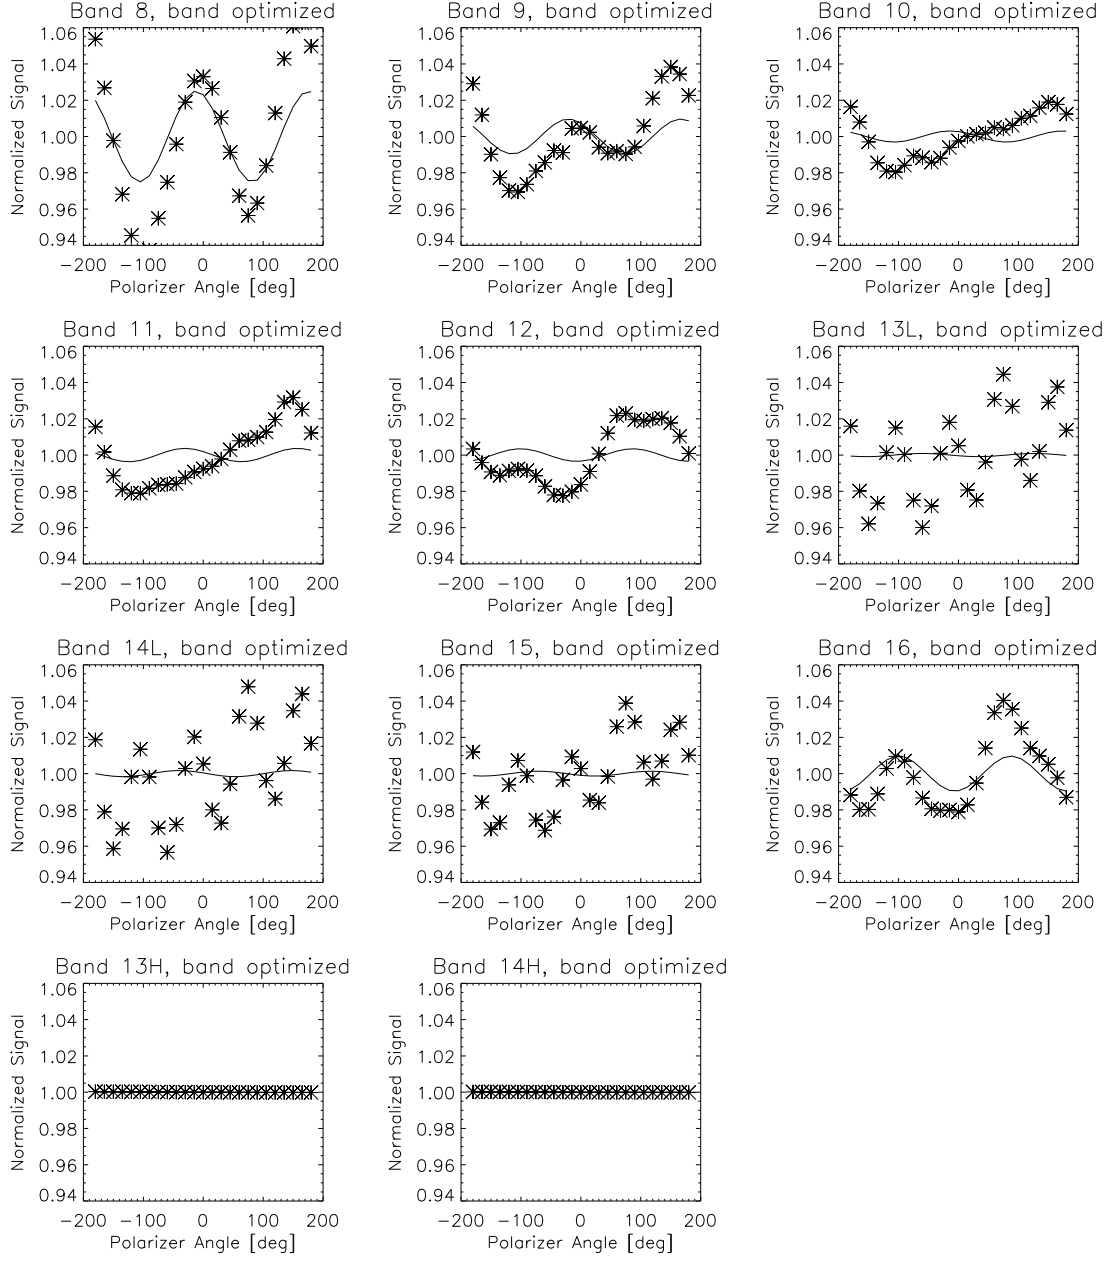 Band 8, band optimized
Normalized Signal
1.06
1.04
1.02
1.00
0.98
0.96
0.94
−200 −100 0 100 200
Polarizer Angle [deg]
Band 9, band optimized
Normalized Signal
1.06
1.04
1.02
1.00
0.98
0.96
0.94
−200 −100 0 100 200
Polarizer Angle [deg]
Band 10, band optimized
Normalized Signal
1.06
1.04
1.02
1.00
0.98
0.96
0.94
−200 −100 0 100 200
Polarizer Angle [deg]
Band 11, band optimized
Normalized Signal
1.06
1.04
1.02
1.00
0.98
0.96
0.94
−200 −100 0 100 200
Polarizer Angle [deg]
Band 12, band optimized
Normalized Signal
1.06
1.04
1.02
1.00
0.98
0.96
0.94
−200 −100 0 100 200
Polarizer Angle [deg]
Band 13L, band optimized
Normalized Signal
1.06
1.04
1.02
1.00
0.98
0.96
0.94
−200 −100 0 100 200
Polarizer Angle [deg]
Band 14L, band optimized
Normalized Signal
1.06
1.04
1.02
1.00
0.98
0.96
0.94
−200 −100 0 100 200
Polarizer Angle [deg]
Band 15, band optimized
Normalized Signal
1.06
1.04
1.02
1.00
0.98
0.96
0.94
−200 −100 0 100 200
Polarizer Angle [deg]
Band 16, band optimized
Normalized Signal
1.06
1.04
1.02
1.00
0.98
0.96
0.94
−200 −100 0 100 200
Polarizer Angle [deg]
Band 13H, band optimized
Normalized Signal
1.06
1.04
1.02
1.00
0.98
0.96
0.94
−200 −100 0 100 200
Polarizer Angle [deg]
Band 14H, band optimized
Normalized Signal
1.06
1.04
1.02
1.00
0.98
0.96
0.94
−200 −100 0 100 200
Polarizer Angle [deg]